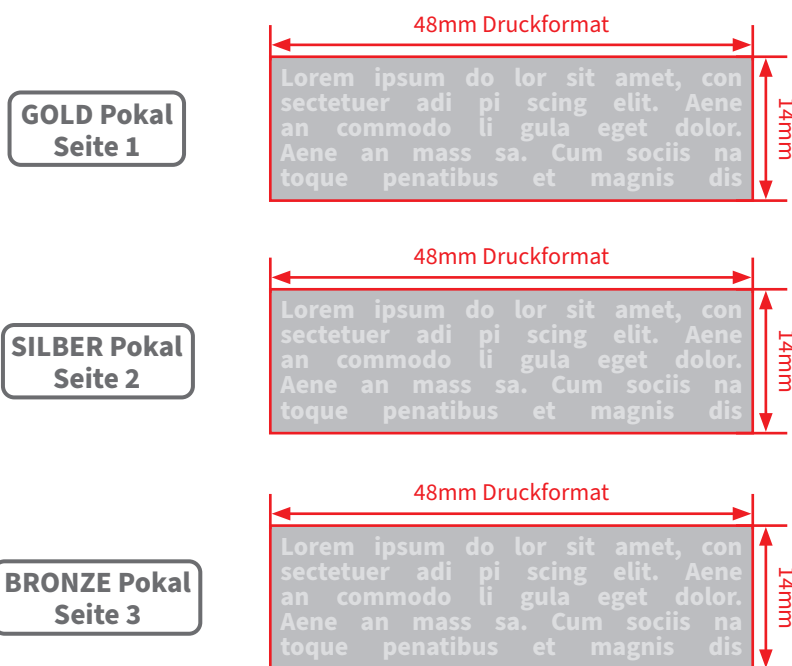 48mm Druckformat
GOLD Pokal
Seite 1
Lorem ipsum do lor sit amet, con
sectetuer adi pi scing elit. Aene
an commodo li gula eget dolor.
Aene an mass sa. Cum sociis na
toque penatibus et magnis dis
14mm
48mm Druckformat
SILBER Pokal
Seite 2
Lorem ipsum do lor sit amet, con
sectetuer adi pi scing elit. Aene
an commodo li gula eget dolor.
Aene an mass sa. Cum sociis na
toque penatibus et magnis dis
14mm
48mm Druckformat
BRONZE Pokal
Seite 3
Lorem ipsum do lor sit amet, con
sectetuer adi pi scing elit. Aene
an commodo li gula eget dolor.
Aene an mass sa. Cum sociis na
toque penatibus et magnis dis
14mm